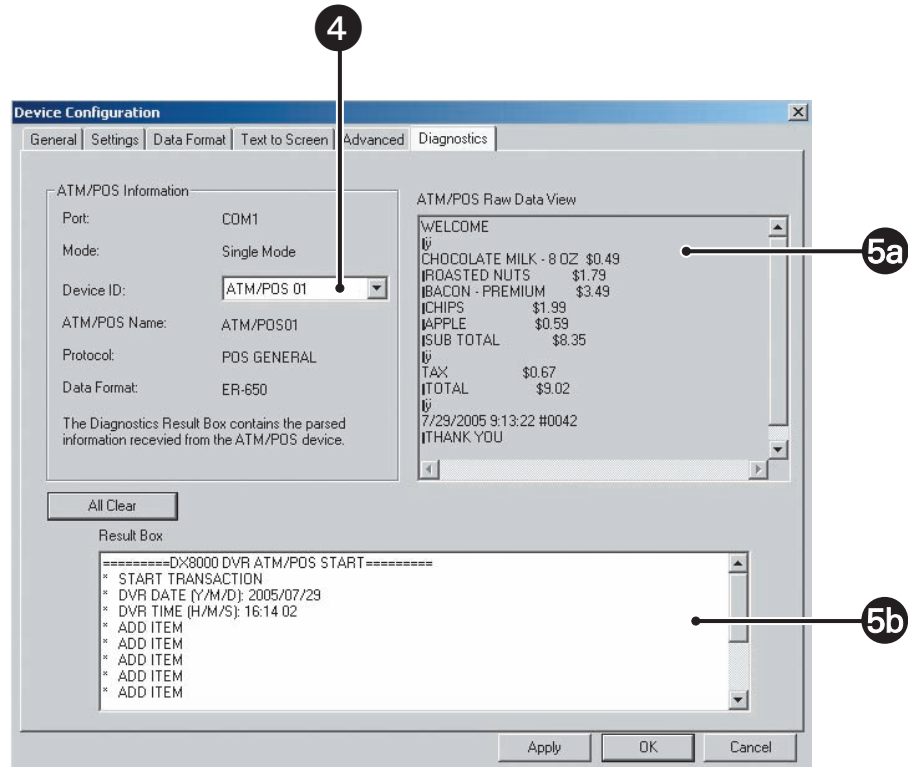 4
Device Configuration
General Settings Data Format Text to Screen Advanced Diagnostics
ATM/POS Information
Port: COM1
Mode: Single Mode
Device ID: ATM/POS 01
ATM/POS Name: ATM/POS01
Protocol: POS GENERAL
Data Format: ER-650
The Diagnostics Result Box contains the parsed
information recevied from the ATM/POS device.
ATM/POS Raw Data View
WELCOME
ÿ
CHOCOLATE MILK - 8 OZ $0.49
ROASTED NUTS $1.79
BACON - PREMIUM $3.49
CHIPS $1.99
APPLE $0.59
SUB TOTAL $8.35
ÿ
TAX $0.67
TOTAL $9.02
ÿ
7/29/2005 9:13:22 #0042
THANK YOU
5a
All Clear
Result Box
=========DX8000 DVR ATM/POS START=========
* START TRANSACTION
* DVR DATE (Y/M/D): 2005/07/29
* DVR TIME (H/M/S): 16:14 02
* ADD ITEM
* ADD ITEM
* ADD ITEM
* ADD ITEM
* ADD ITEM
5b
Apply OK Cancel